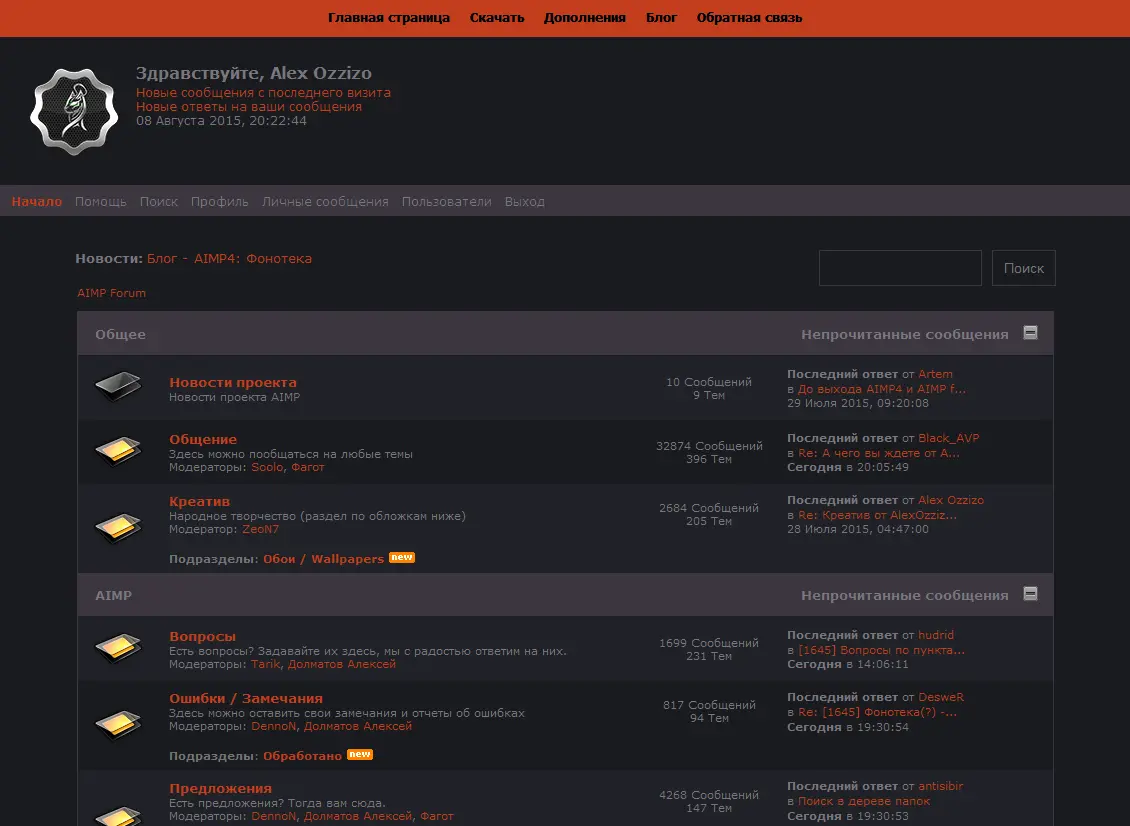 Главная страница Скачать Дополнения Блог Обратная связь
Здравствуйте, Alex Ozzizo
Новые сообщения с последнего визита
Новые ответы на ваши сообщения
08 Августа 2015, 20:22:44
Начало Помощь Поиск Профиль Личные сообщения Пользователи Выход
Новости: Блог - AIMP4: Фонотека
Поиск
AIMP Forum
Общее Непрочитанные сообщения
Новости проекта
Новости проекта AIMP
10 Сообщений
9 Тем
Последний ответ от Artem
в До выхода AIMP4 и AIMP f...
29 Июля 2015, 09:20:08
Общение
Здесь можно пообщаться на любые темы
Модераторы: Soolo, Фагот
32874 Сообщений
396 Тем
Последний ответ от Black_AVP
в Re: А чего вы ждете от A...
Сегодня в 20:05:49
Креатив
Народное творчество (раздел по обложкам ниже)
Модератор: ZeoN7
Подразделы: Обои / Wallpapers new
2684 Сообщений
205 Тем
Последний ответ от Alex Ozzizo
в Re: Креатив от AlexOzziz...
28 Июля 2015, 04:47:00
AIMP Непрочитанные сообщения
Вопросы
Есть вопросы? Задавайте их здесь, мы с радостью ответим на них.
Модераторы: Tarik, Долматов Алексей
1699 Сообщений
231 Тем
Последний ответ от hudrid
в [1645] Вопросы по пункта...
Сегодня в 14:06:11
Ошибки / Замечания
Здесь можно оставить свои замечания и отчеты об ошибках
Модераторы: DennoN, Долматов Алексей
Подразделы: Обработано new
817 Сообщений
94 Тем
Последний ответ от DesweR
в Re: [1645] Фонотека(?) -...
Сегодня в 19:30:54
Предложения
Есть предложения? Тогда вам сюда.
Модераторы: DennoN, Долматов Алексей, Фагот
4268 Сообщений
147 Тем
Последний ответ от antisibir
в Поиск в дереве папок
Сегодня в 19:30:53